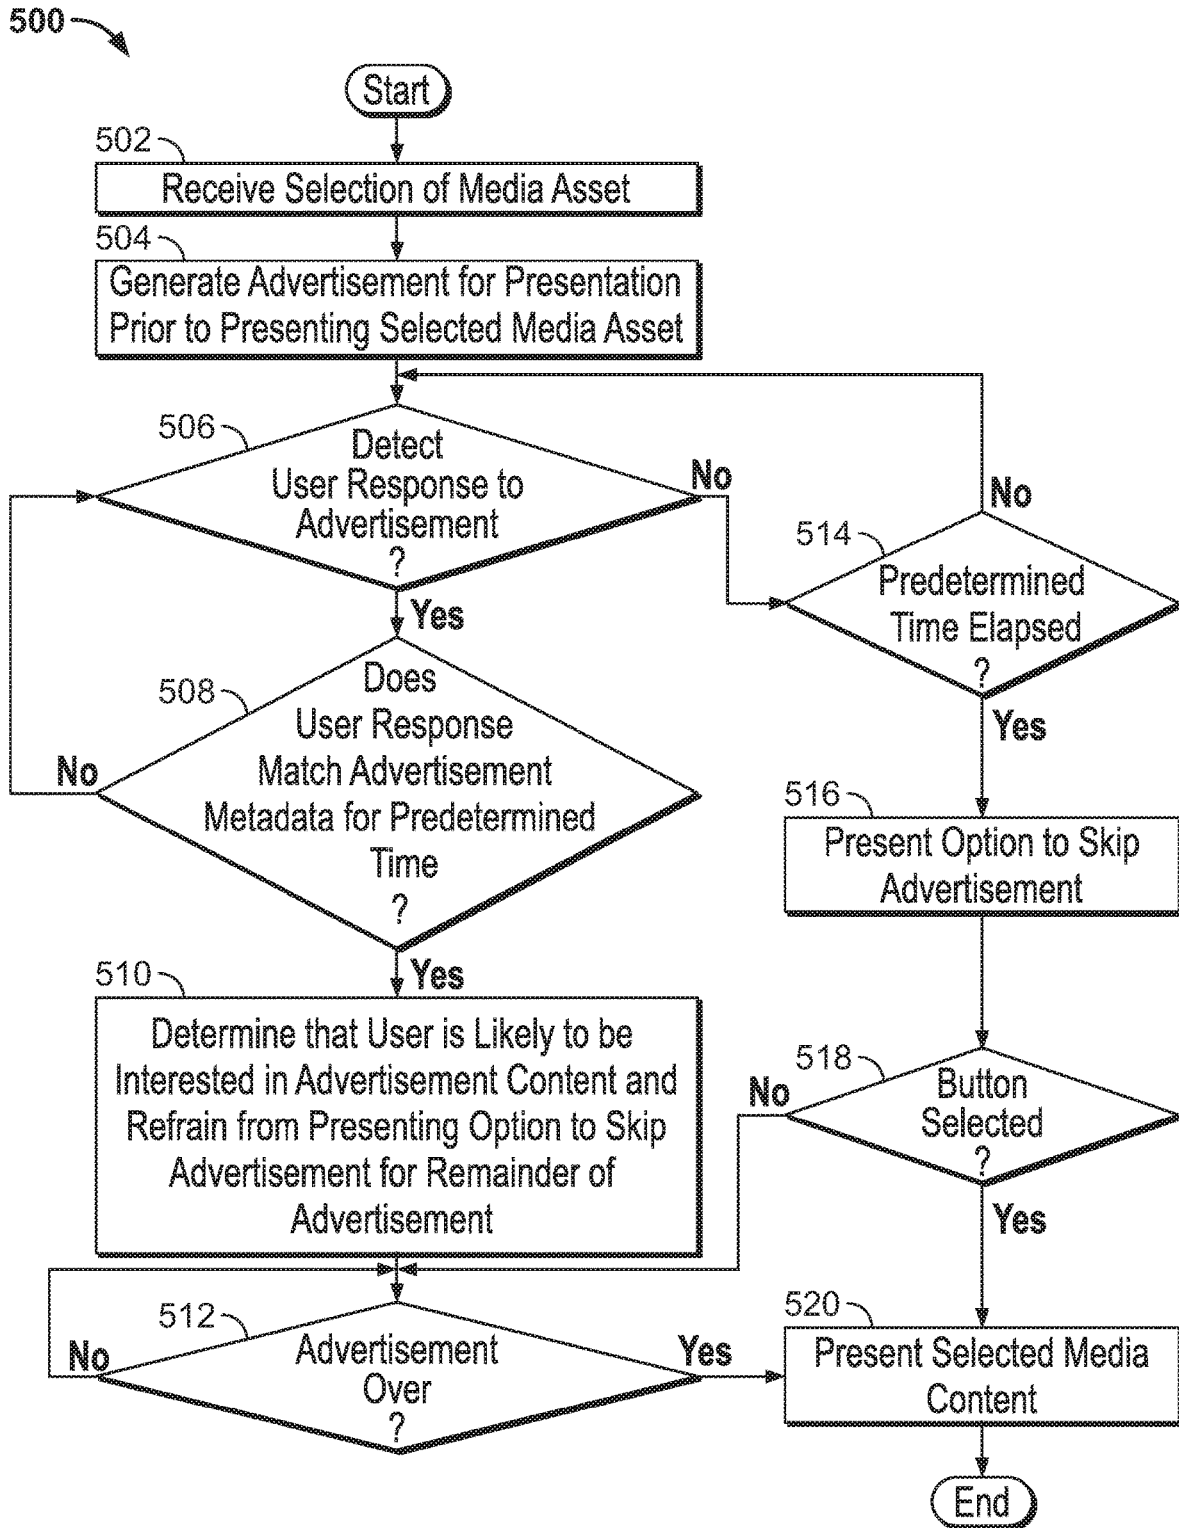 500
Start
502
Receive Selection of Media Asset
504
Generate Advertisement for Presentation
Prior to Presenting Selected Media Asset
506
Detect
User Response to
Advertisement
?
No
Yes
508
Does
User Response
Match Advertisement
Metadata for Predetermined
Time
?
No
Yes
510
Determine that User is Likely to be
Interested in Advertisement Content and
Refrain from Presenting Option to Skip
Advertisement for Remainder of
Advertisement
512
Advertisement
Over
?
No
Yes
514
Predetermined
Time Elapsed
?
No
Yes
516
Present Option to Skip
Advertisement
518
Button
Selected
?
No
Yes
520
Present Selected Media
Content
End